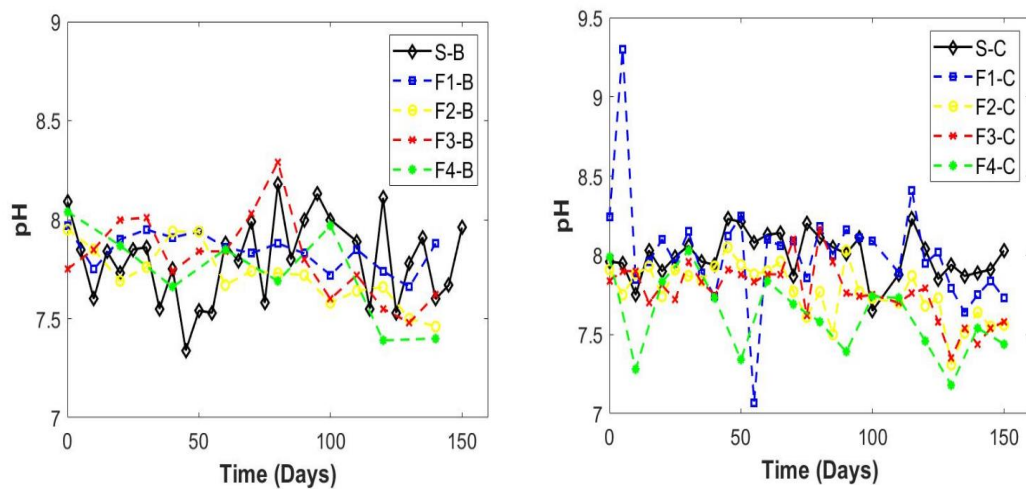 9
8.5
8
7.5
7
pH
0
50
100
150
Time (Days)
S-B
F1-B
F2-B
F3-B
F4-B
9.5
9
8.5
8
7.5
7
pH
0
50
100
150
Time (Days)
S-C
F1-C
F2-C
F3-C
F4-C